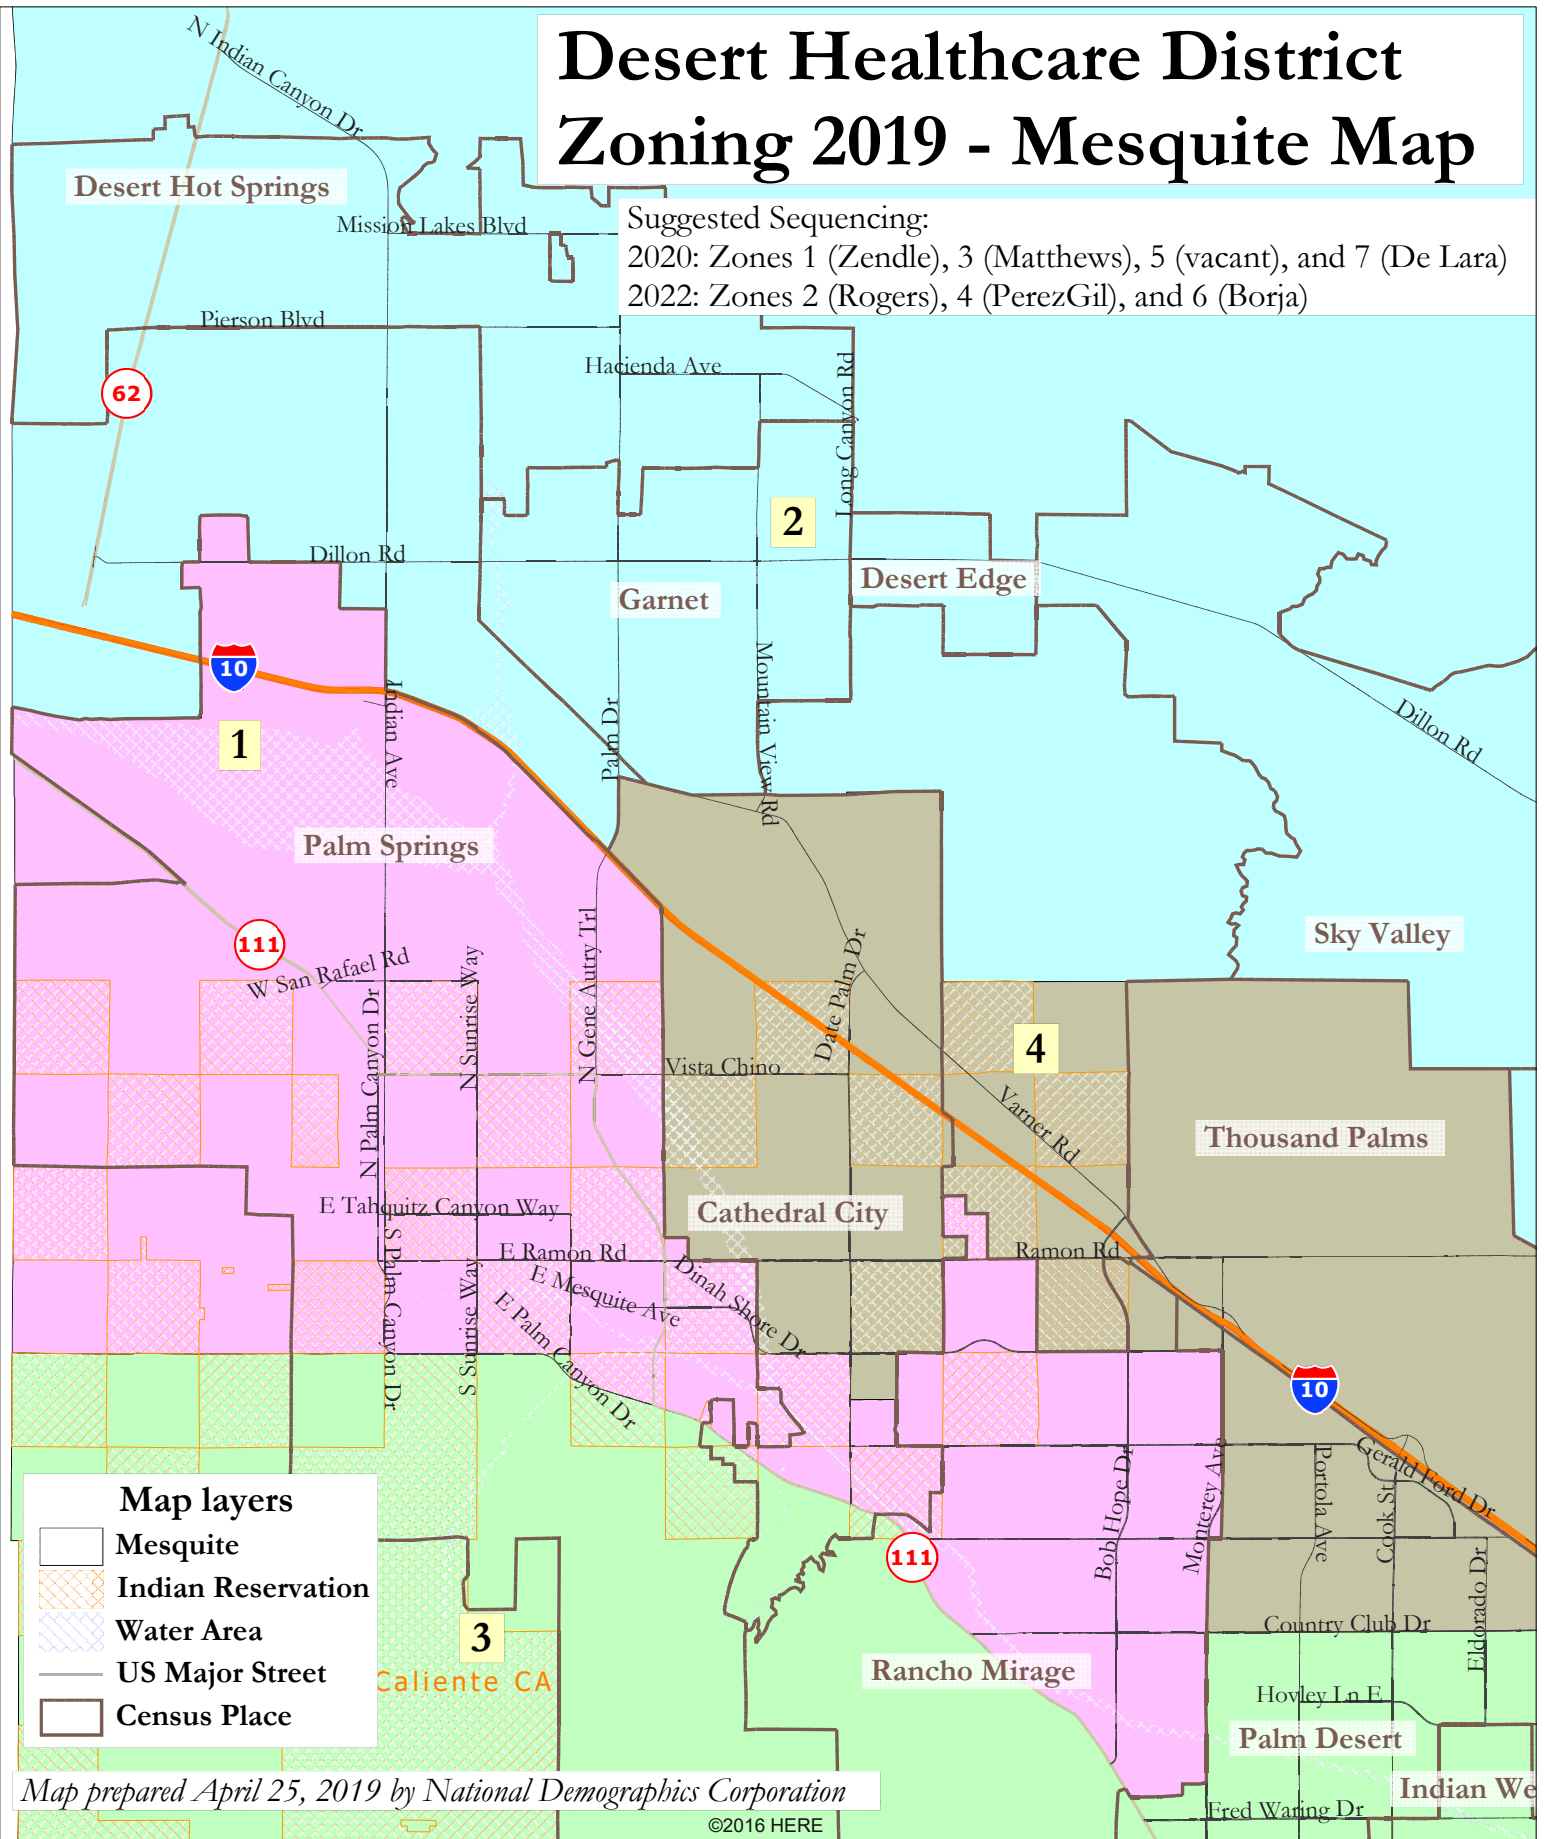 Desert Healthcare District
Zoning 2019 - Mesquite Map
Suggested Sequencing:
2020: Zones 1 (Zendle), 3 (Matthews), 5 (vacant), and 7 (De Lara)
2022: Zones 2 (Rogers), 4 (PerezGil), and 6 (Borja)
N Indian Canyon Dr
Desert Hot Springs
Mission Lakes Blvd
Pierson Blvd
Hacienda Ave
62
Long Canyon Rd
2
Dillon Rd
Desert Edge
Garnet
10
Indian Ave
Palm Dr
Mountain View Rd
Dillon Rd
1
Palm Springs
111
W San Rafael Rd
N Palm Canyon Dr
N Sunrise Way
N Gene Autry Trl
Date Palm Dr
Sky Valley
4
Vista Chino
Varner Rd
Thousand Palms
E Tahquitz Canyon Way
Cathedral City
E Ramon Rd
Ramon Rd
S Palm Canyon Dr
S Sunrise Way
E Mesquite Ave
Dinah Shore Dr
E Palm Canyon Dr
10
Bob Hope Dr
Monterey Ave
Portola Ave
Cook St
Gerald Ford Dr
Eldorado Dr
111
Country Club Dr
3
Caliente CA
Rancho Mirage
Hovley Ln E
Palm Desert
Indian We
Fred Waring Dr
Map layers
Mesquite
Indian Reservation
Water Area
US Major Street
Census Place
Map prepared April 25, 2019 by National Demographics Corporation
©2016 HERE